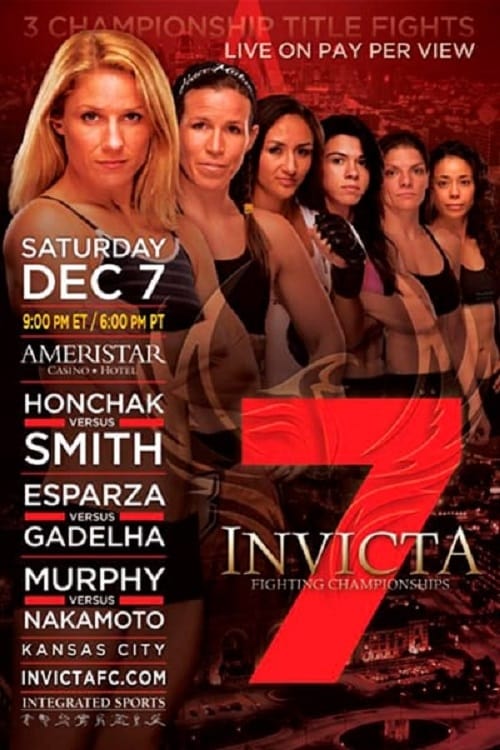 3 CHAMPIONSHIP TITLE FIGHTS
LIVE ON PAY PER VIEW
SATURDAY
DEC 7
9:00 PM ET / 6:00 PM PT
AMERISTAR
CASINO • HOTEL
HONCHAK
VERSUS
SMITH
ESPARZA
VERSUS
GADELHA
MURPHY
VERSUS
NAKAMOTO
KANSAS CITY
INVICTAFC.COM
INTEGRATED SPORTS
7
INVICTA
FIGHTING CHAMPIONSHIPS